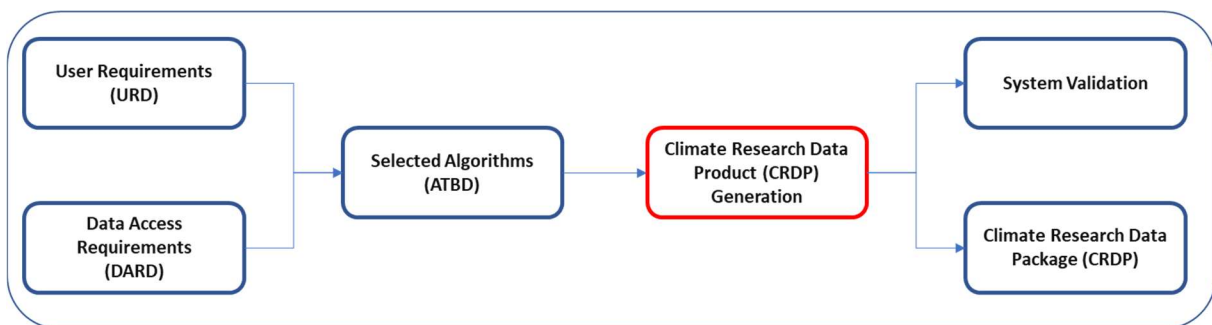 User Requirements
(URD)
Data Access
Requirements
(DARD)
Selected Algorithms
(ATBD)
Climate Research Data
Product (CRDP)
Generation
System Validation
Climate Research Data
Package (CRDP)